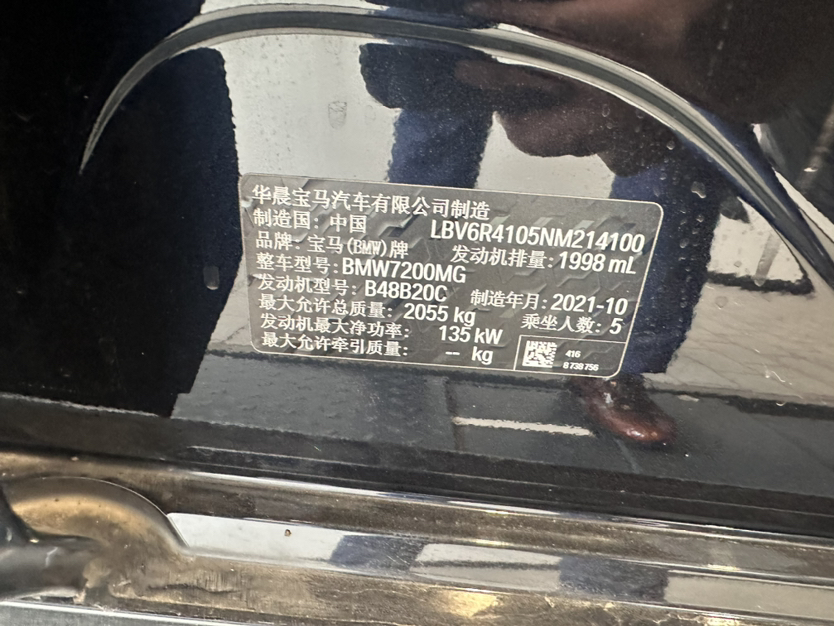 华晨宝马汽车有限公司制造
制造国: 中国 LBV6R4105NM214100
品牌: 宝马(BMW)牌 发动机排量: 1998 mL
整车型号: BMW7200MG
发动机型号: B48B20C 制造年月: 2021-10
最大允许总质量: 2055 kg 乘坐人数: 5
发动机最大净功率: 135 kW
最大允许牵引质量: -- kg
416
8 738 756